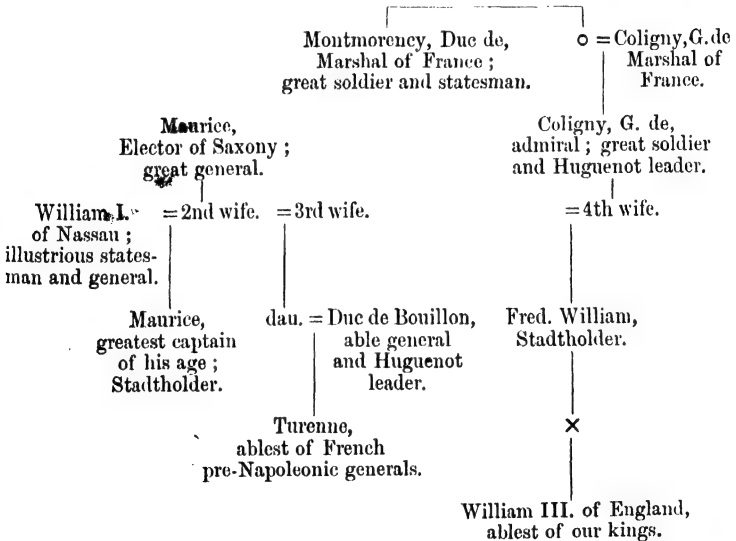 Montmorency, Duc de,
Marshal of France ;
great soldier and statesman.
o = Coligny, G. de
Marshal of
France.
Maurice,
Elector of Saxony ;
great general.
Coligny, G. de,
admiral ; great soldier
and Huguenot leader.
William I.
of Nassau ;
illustrious states-
man and general.
= 2nd wife. = 3rd wife.
= 4th wife.
Maurice,
greatest captain
of his age ;
Stadtholder.
dau. = Duc de Bouillon,
able general
and Huguenot
leader.
Fred. William,
Stadtholder.
Turenne,
ablest of French
pre-Napoleonic generals.
×
William III. of England,
ablest of our kings.